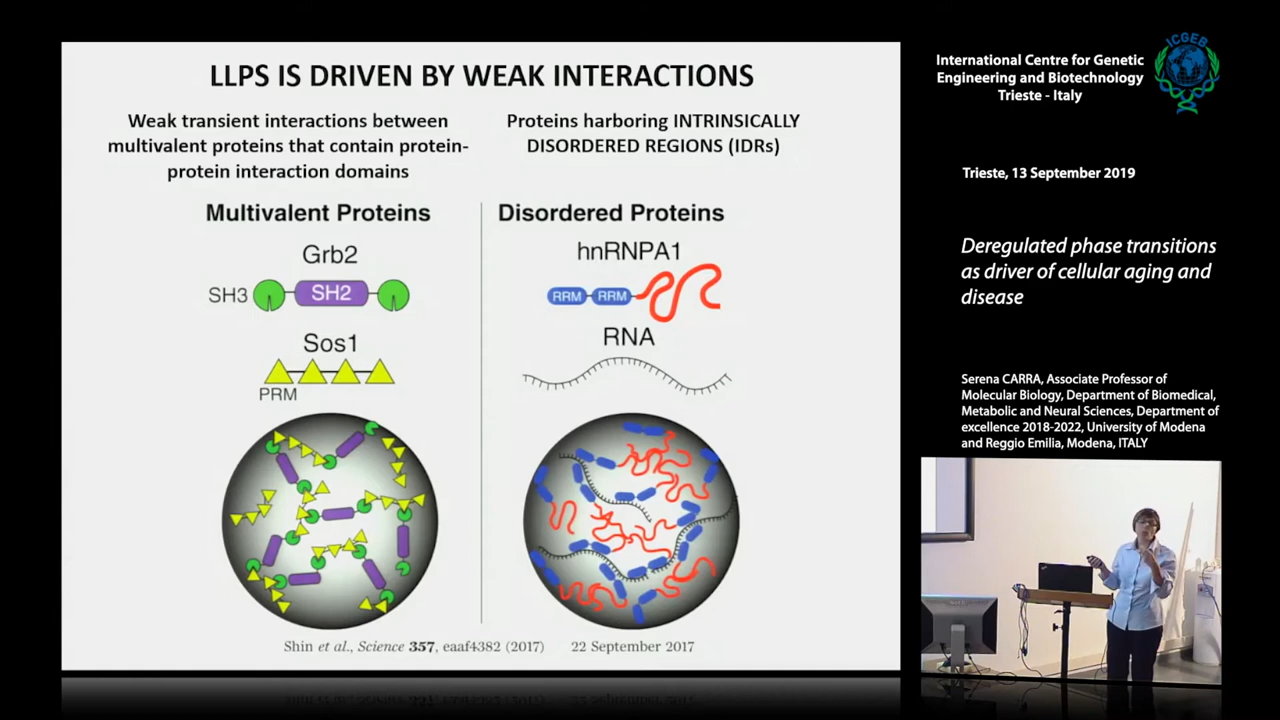 LLPS IS DRIVEN BY WEAK INTERACTIONS
Weak transient interactions between
multivalent proteins that contain protein-
protein interaction domains
Proteins harboring INTRINSICALLY
DISORDERED REGIONS (IDRs)
Multivalent Proteins
Grb2
SH3
SH2
Sos1
PRM
Disordered Proteins
hnRNPA1
RRM
RRM
RNA
Shin et al., Science 357, eaaf4382 (2017)
22 September 2017
International Centre for Genetic
Engineering and Biotechnology
Trieste - Italy
ICGEB
Trieste, 13 September 2019
Deregulated phase transitions
as driver of cellular aging and
disease
Serena CARRA, Associate Professor of
Molecular Biology, Department of Biomedical,
Metabolic and Neural Sciences, Department of
excellence 2018-2022, University of Modena
and Reggio Emilia, Modena, ITALY